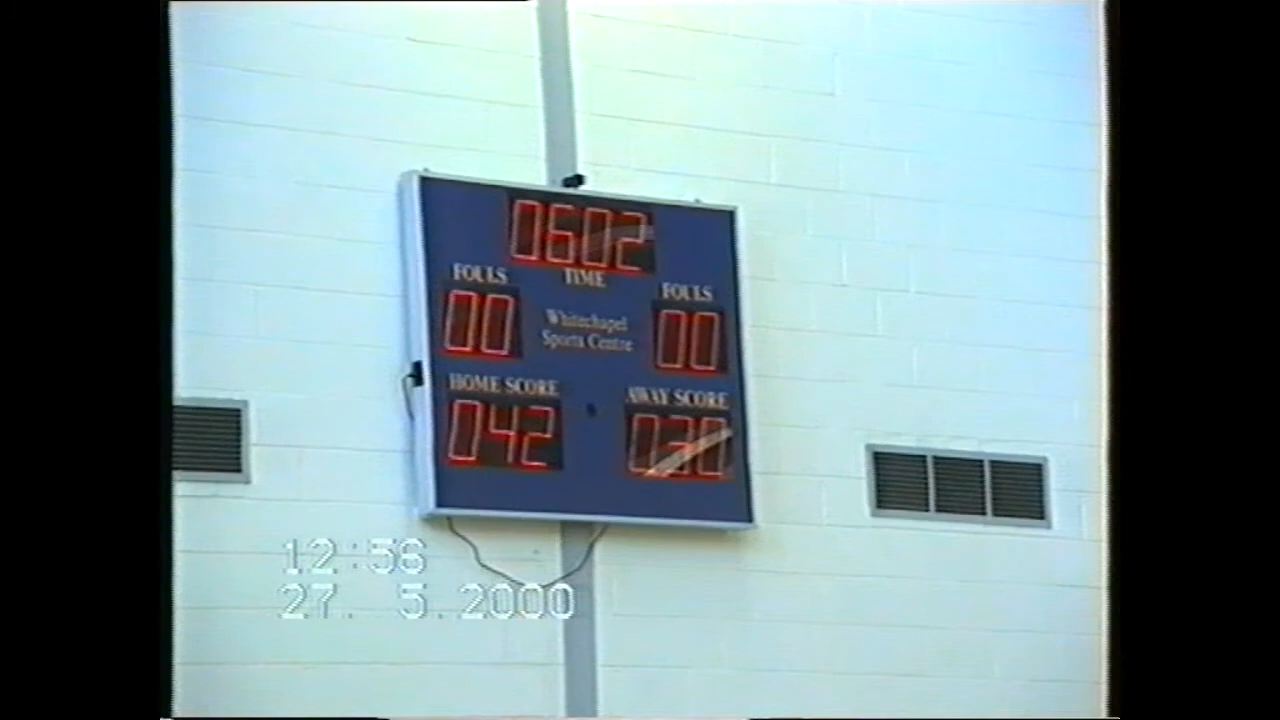 0602
TIME
FOULS
FOULS
00
00
Whitechapel
Sports Centre
HOME SCORE
AWAY SCORE
042
030
12:56
27. 5.2000